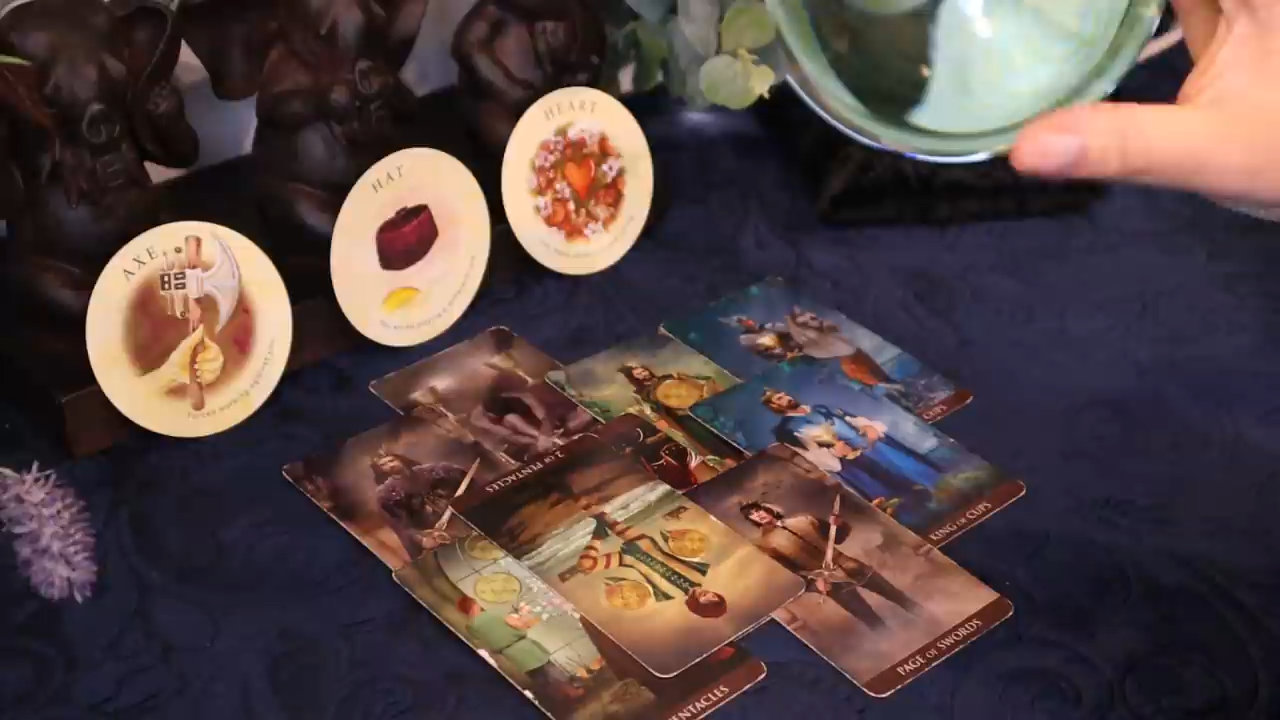 HEART
HAT
AXE
CUPS
2 OF PENTACLES
KING OF CUPS
PAGE OF SWORDS
ENTACLES